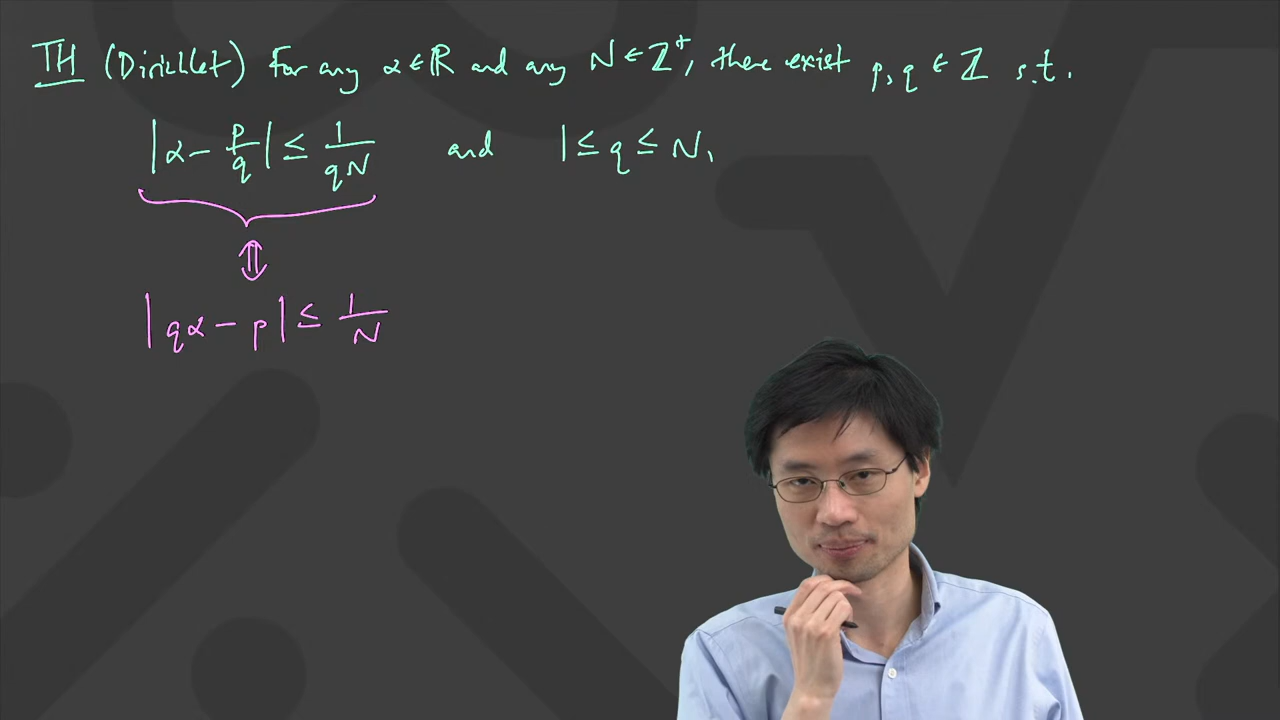 TH (Dirichlet) For any α ∈ ℝ and any N ∈ ℤ⁺, there exist p, q ∈ ℤ s.t.
|α − p/q| ≤ 1/(qN) and 1 ≤ q ≤ N.
⇕
|qα − p| ≤ 1/N